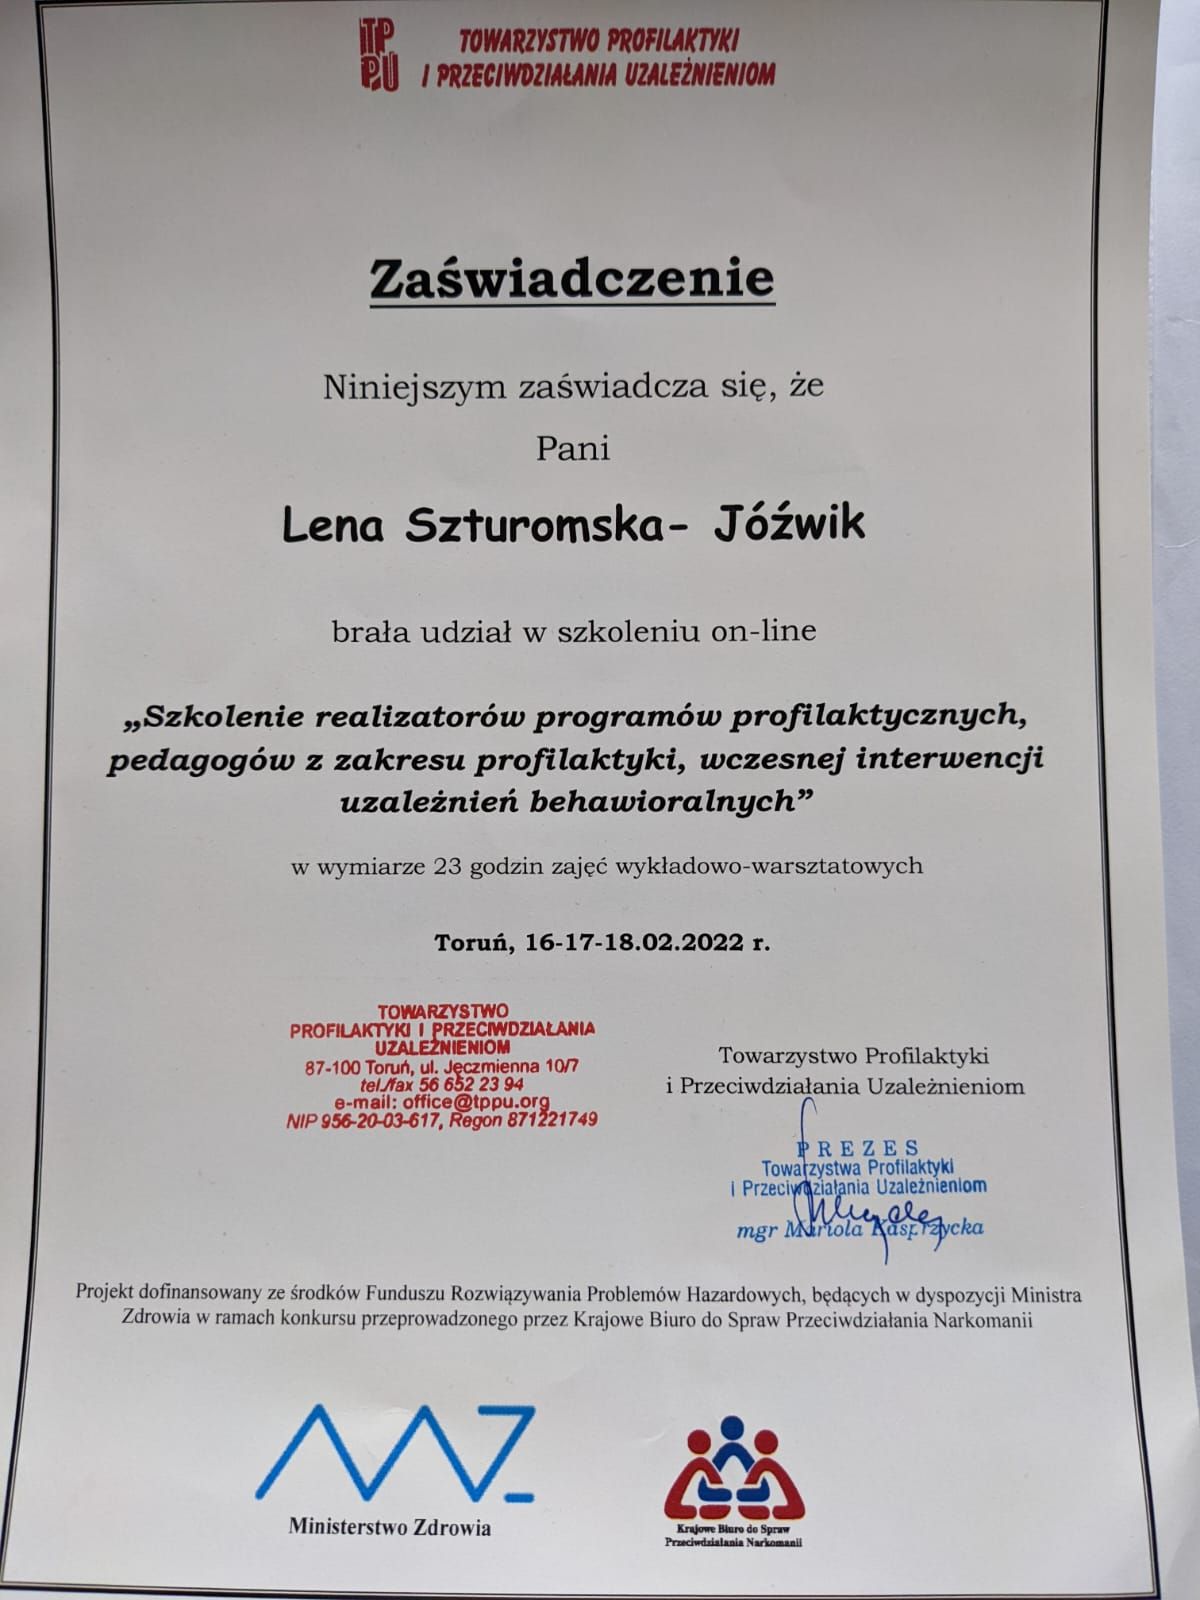 TP
PU
TOWARZYSTWO PROFILAKTYKI
I PRZECIWDZIAŁANIA UZALEŻNIENIOM
Zaświadczenie
Niniejszym zaświadcza się, że
Pani
Lena Szturomska- Jóźwik
brała udział w szkoleniu on-line
„Szkolenie realizatorów programów profilaktycznych,
pedagogów z zakresu profilaktyki, wczesnej interwencji
uzależnień behawioralnych”
w wymiarze 23 godzin zajęć wykładowo-warsztatowych
Toruń, 16-17-18.02.2022 r.
TOWARZYSTWO
PROFILAKTYKI I PRZECIWDZIAŁANIA
UZALEŻNIENIOM
87-100 Toruń, ul. Jęczmienna 10/7
tel./fax 56 652 23 94
e-mail: office@tppu.org
NIP 956-20-03-617, Regon 871221749
Towarzystwo Profilaktyki
i Przeciwdziałania Uzależnieniom
PREZES
Towarzystwa Profilaktyki
i Przeciwdziałania Uzależnieniom
mgr Mariola Kasprzycka
Projekt dofinansowany ze środków Funduszu Rozwiązywania Problemów Hazardowych, będących w dyspozycji Ministra
Zdrowia w ramach konkursu przeprowadzonego przez Krajowe Biuro do Spraw Przeciwdziałania Narkomanii
MZ
Ministerstwo Zdrowia
Krajowe Biuro do Spraw
Przeciwdziałania Narkomanii